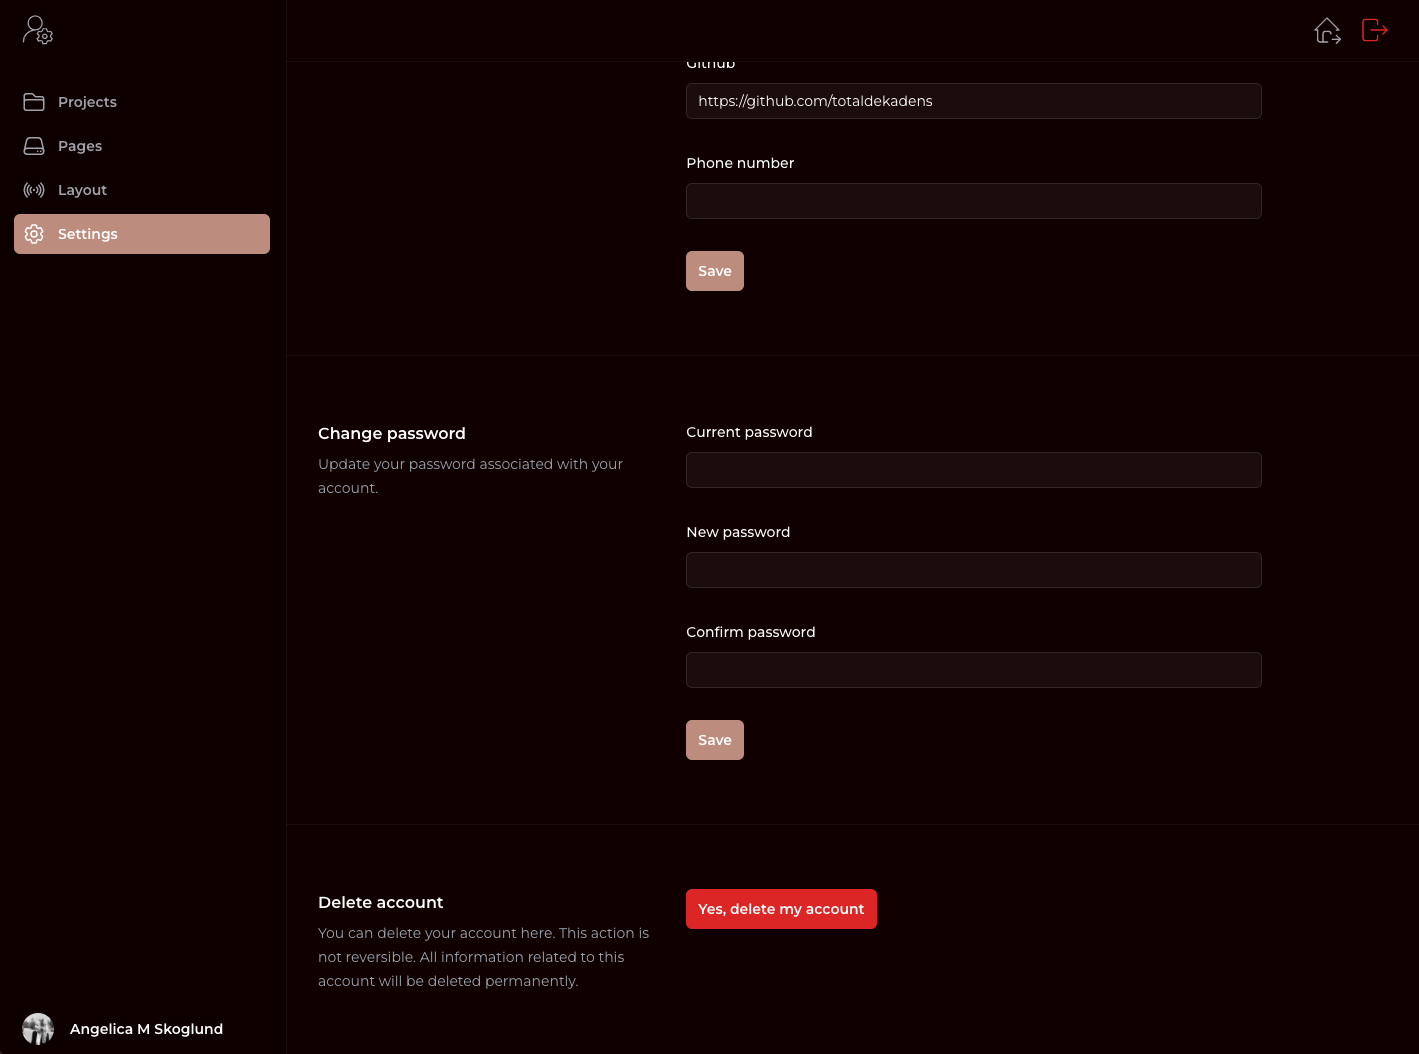 Projects
Pages
Layout
Settings
Github
https://github.com/totaldekadens
Phone number
Save
Change password
Update your password associated with your
account.
Current password
New password
Confirm password
Save
Delete account
You can delete your account here. This action is
not reversible. All information related to this
account will be deleted permanently.
Yes, delete my account
Angelica M Skoglund